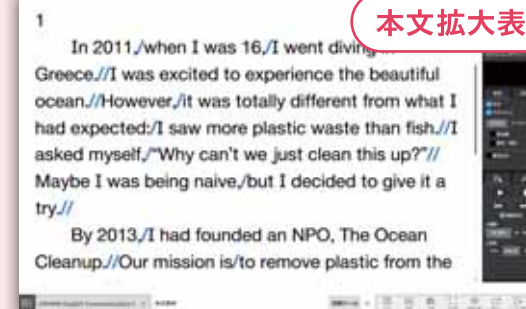 本文拡大表
1
In 2011,/when I was 16,/I went diving
Greece.//I was excited to experience the beautiful
ocean.//However,/it was totally different from what I
had expected:/I saw more plastic waste than fish.//I
asked myself,/"Why can't we just clean this up?"//
Maybe I was being naive,/but I decided to give it a
try.//
By 2013,/I had founded an NPO, The Ocean
Cleanup.//Our mission is/to remove plastic from the